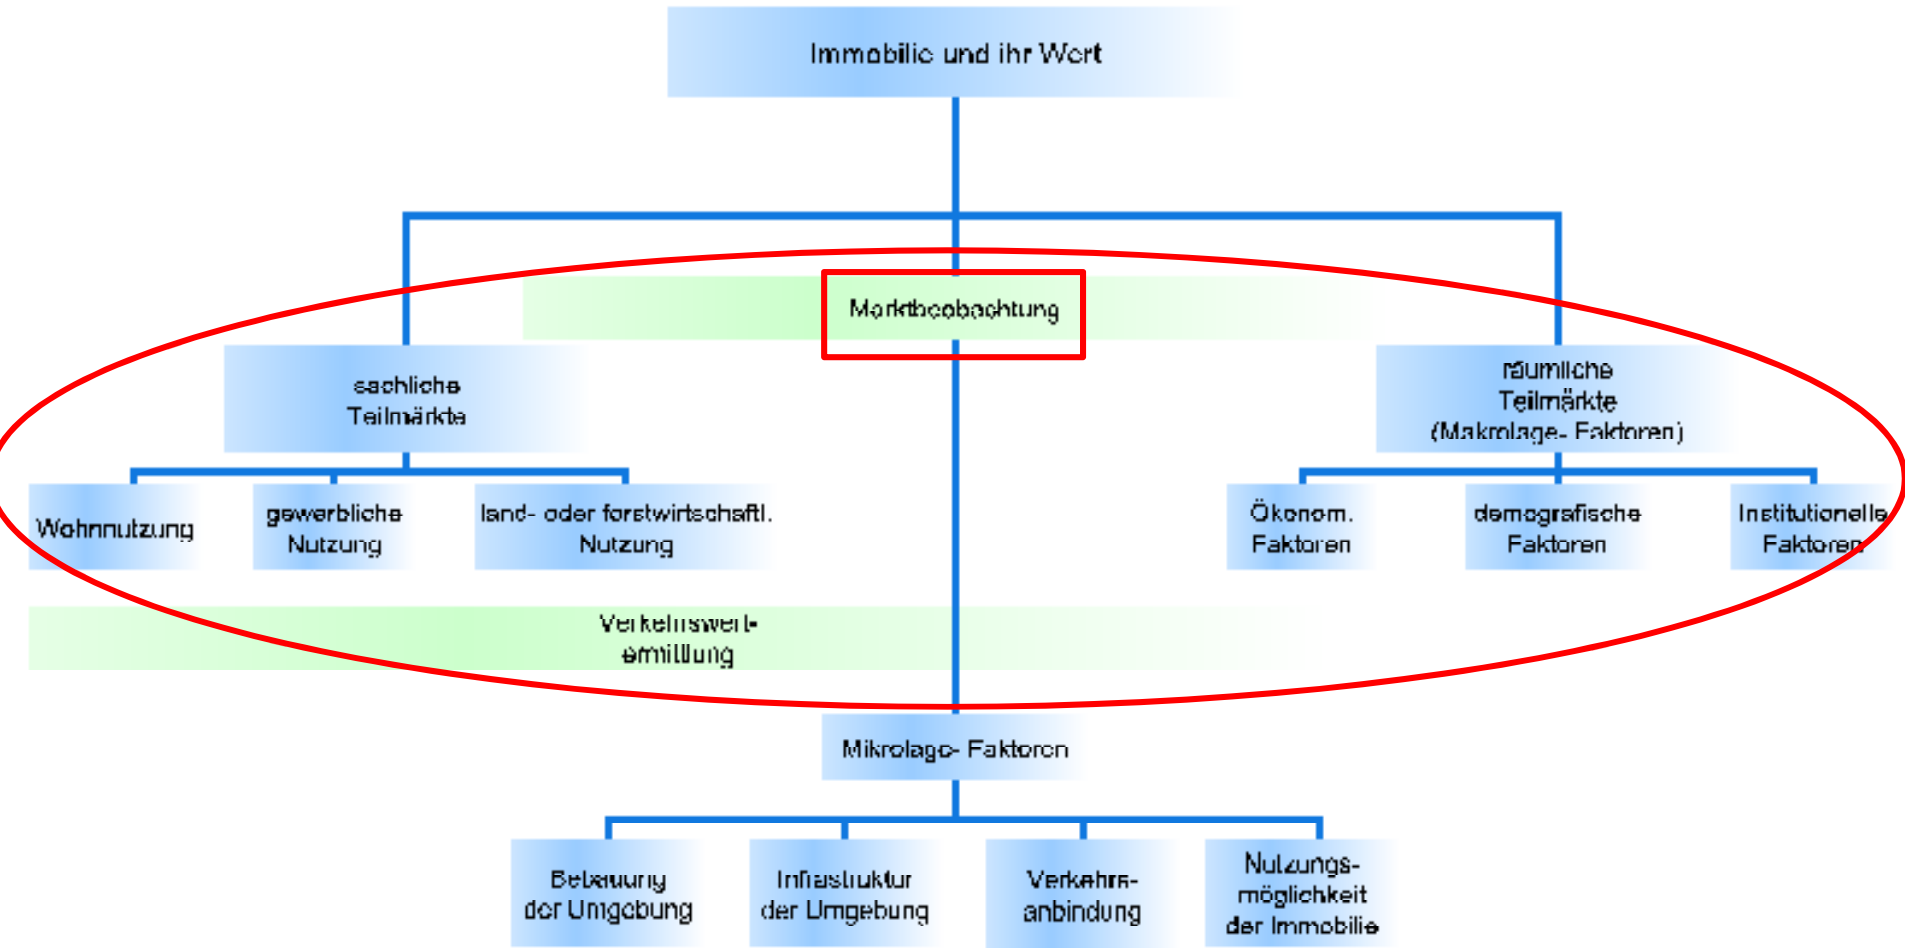 Immobilie und ihr Wert
Marktbeobachtung
sachliche
Teilmärkte
räumliche
Teilmärkte
(Makrolage- Faktoren)
Wohnnutzung
gewerbliche
Nutzung
land- oder forstwirtschaftl.
Nutzung
Ökonom.
Faktoren
demografische
Faktoren
Institutionelle
Faktoren
Verkehrswert-
ermittlung
Mikrolage- Faktoren
Bebauung
der Umgebung
Infrastruktur
der Umgebung
Verkehrs-
anbindung
Nutzungs-
möglichkeit
der Immobilie